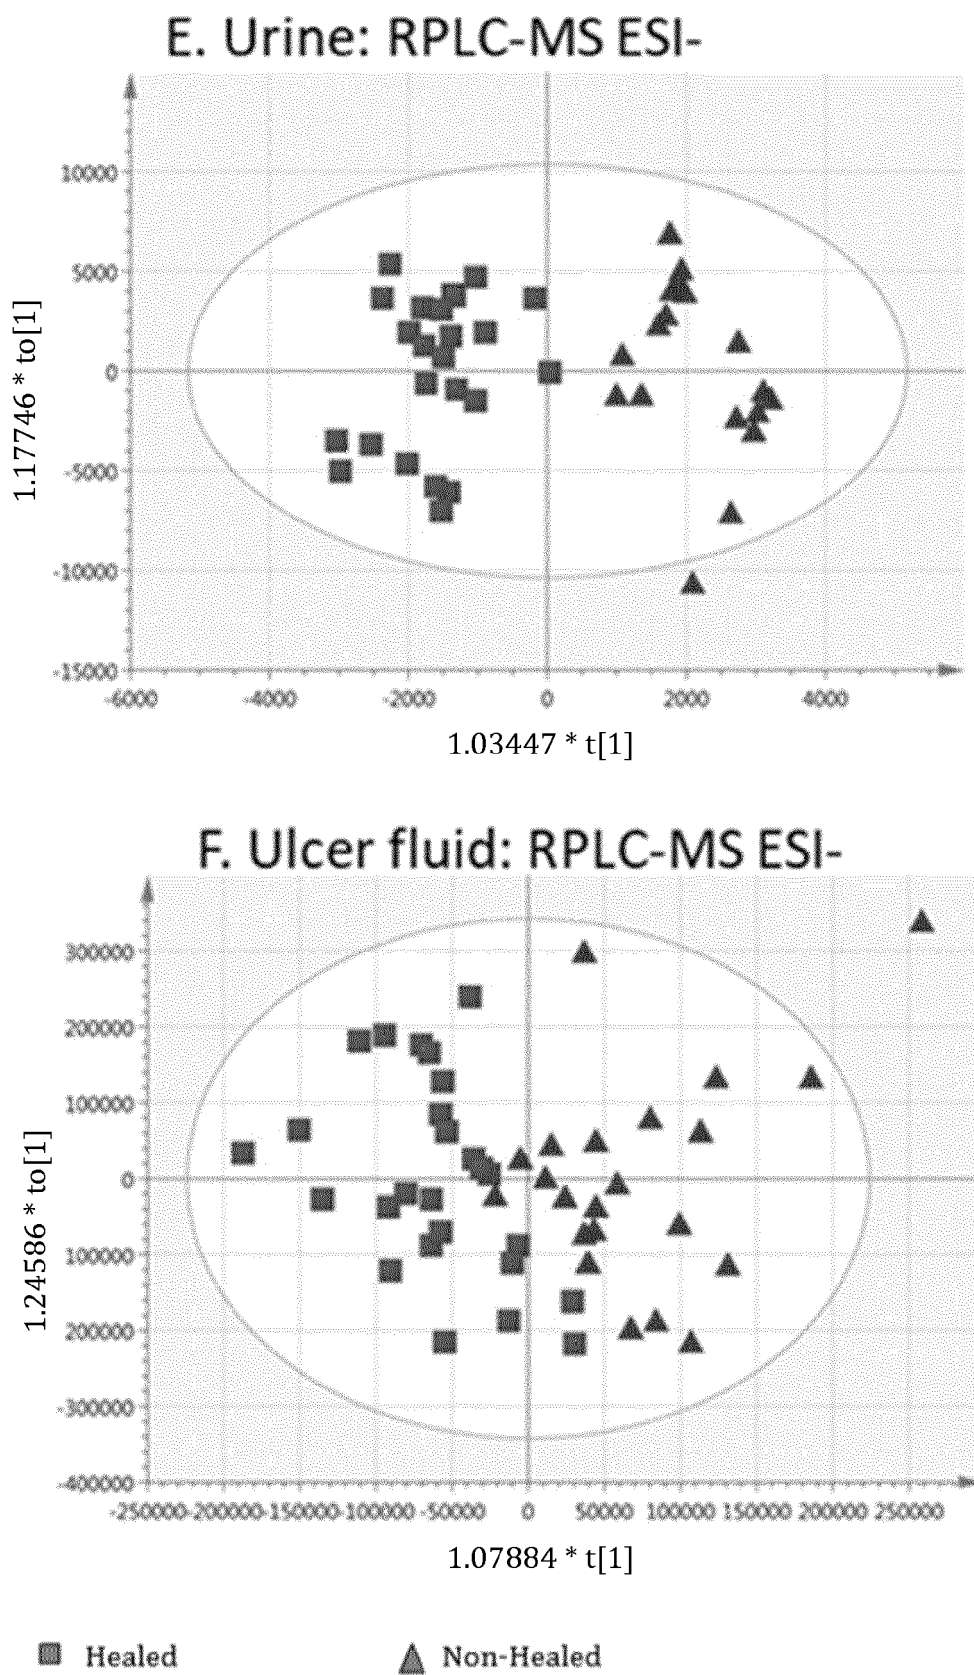 E. Urine: RPLC-MS ESI-
10000
5000
0
-5000
-10000
-15000
1.17746 * to[1]
-6000 -4000 -2000 0 2000 4000
1.03447 * t[1]
F. Ulcer fluid: RPLC-MS ESI-
300000
200000
100000
0
100000
200000
-300000
-400000
1.24586 * to[1]
-250000-200000-150000-100000 -50000 0 50000 100000 150000 200000 250000
1.07884 * t[1]
Healed Non-Healed